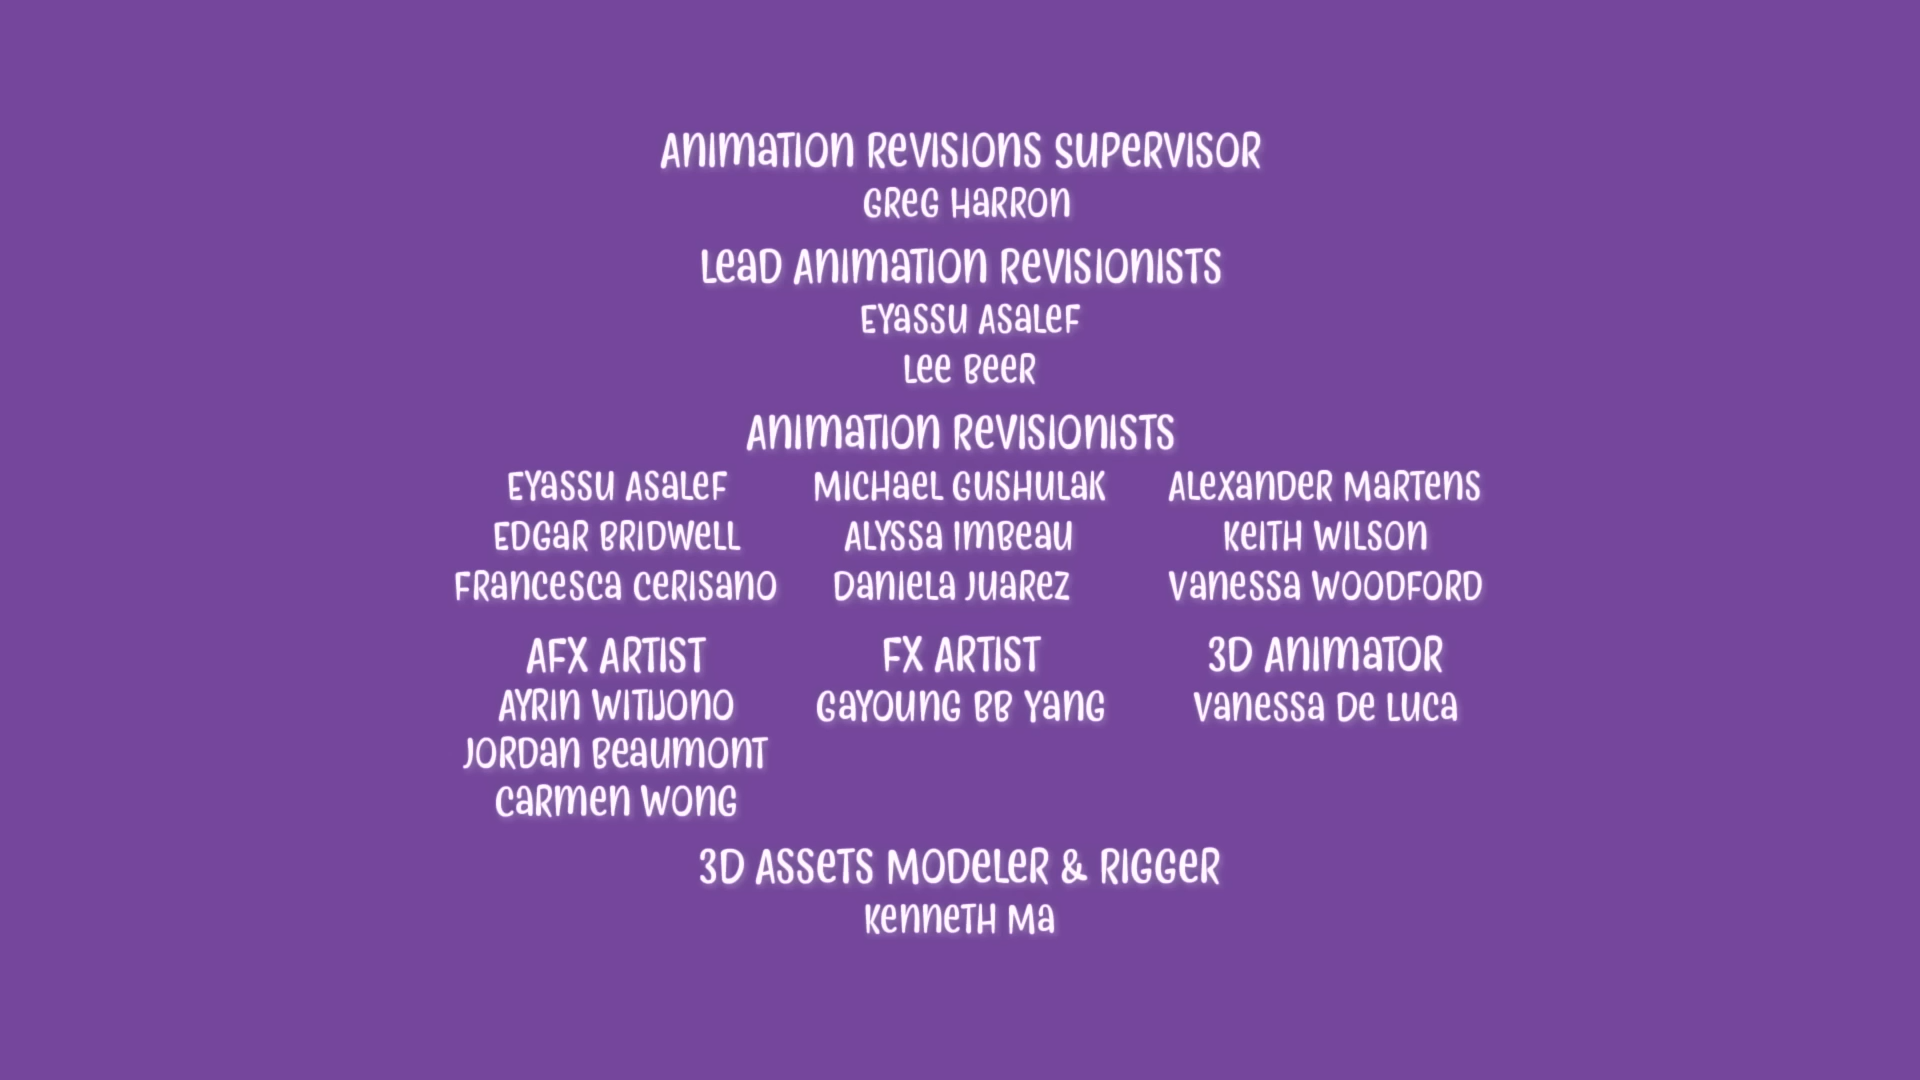 Animation Revisions Supervisor
Greg Harron
Lead Animation Revisionists
Eyassu Asalef
Lee Beer
Animation Revisionists
Eyassu Asalef Michael Gushulak Alexander Martens
Edgar Bridwell Alyssa Imbeau Keith Wilson
Francesca Cerisano Daniela Juarez Vanessa Woodford
AFX Artist FX Artist 3D Animator
Ayrin Witijono Gayoung BB Yang Vanessa De Luca
Jordan Beaumont
Carmen Wong
3D Assets Modeler & Rigger
Kenneth Ma